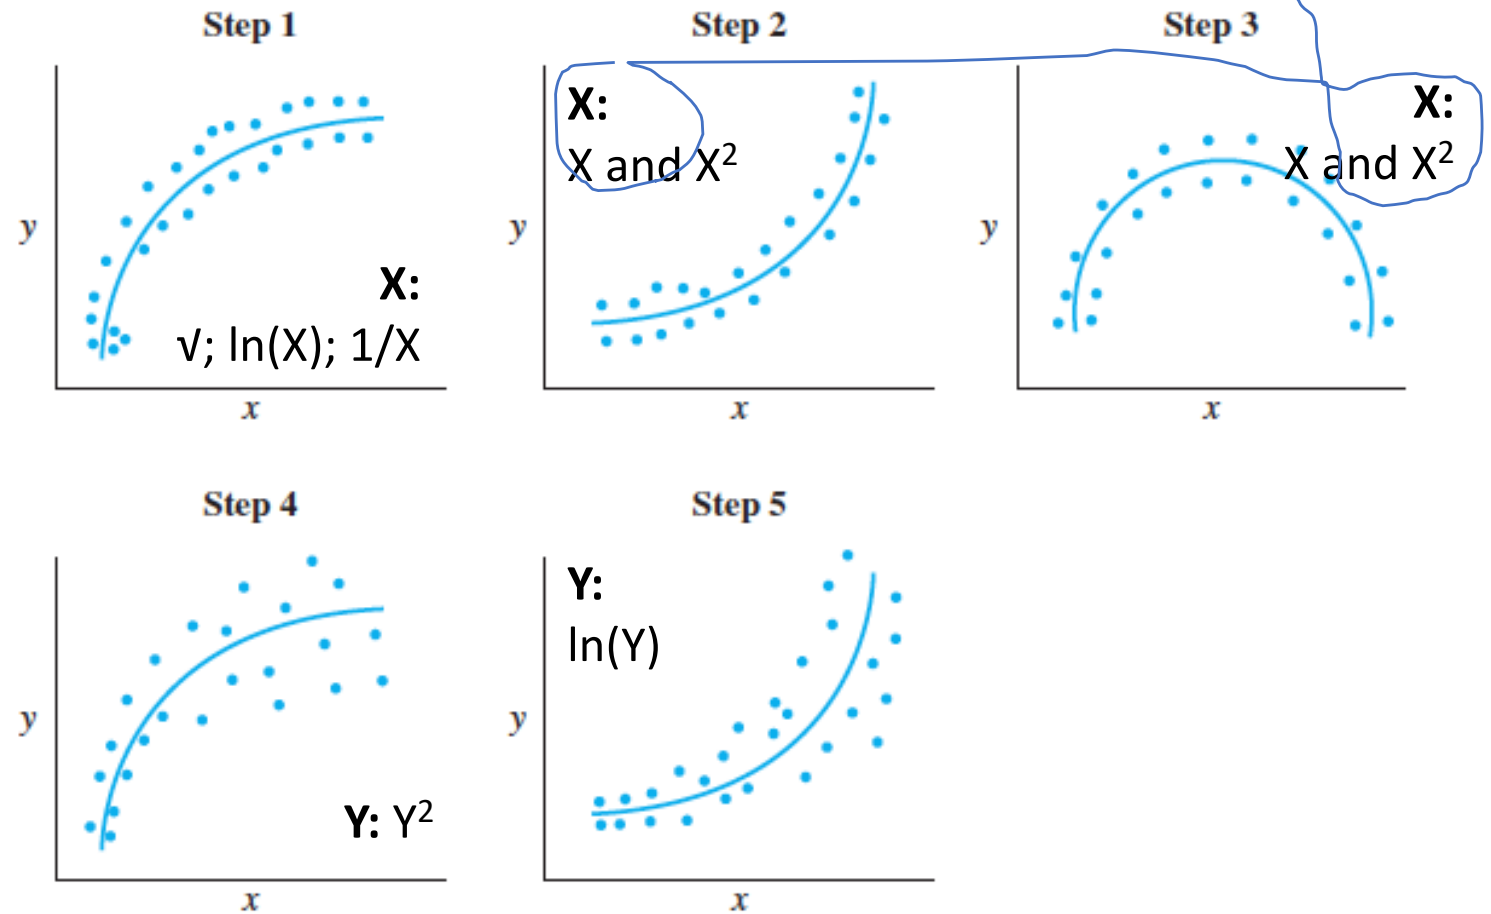 Step 1
y
X:
√; ln(X); 1/X
x
Step 2
X:
X and X²
y
x
Step 3
X:
X and X²
y
x
Step 4
y
Y: Y²
x
Step 5
Y:
ln(Y)
y
x